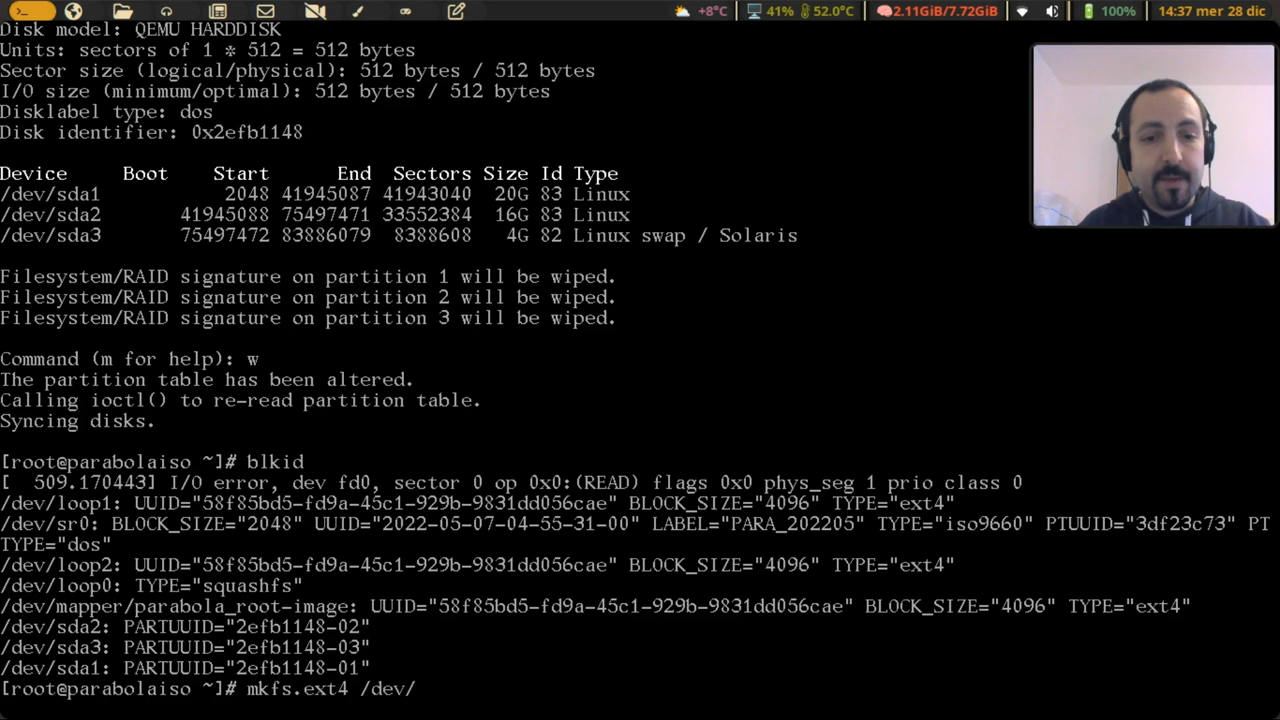 +8°C 41% 52.0°C 2.11GiB/7.72GiB 100% 14:37 mer 28 dic
Disk model: QEMU HARDDISK
Units: sectors of 1 * 512 = 512 bytes
Sector size (logical/physical): 512 bytes / 512 bytes
I/O size (minimum/optimal): 512 bytes / 512 bytes
Disklabel type: dos
Disk identifier: 0x2efb1148
Device Boot Start End Sectors Size Id Type
/dev/sda1 2048 41945087 41943040 20G 83 Linux
/dev/sda2 41945088 75497471 33552384 16G 83 Linux
/dev/sda3 75497472 83886079 8388608 4G 82 Linux swap / Solaris
Filesystem/RAID signature on partition 1 will be wiped.
Filesystem/RAID signature on partition 2 will be wiped.
Filesystem/RAID signature on partition 3 will be wiped.
Command (m for help): w
The partition table has been altered.
Calling ioctl() to re-read partition table.
Syncing disks.
[root@parabolaiso ~]# blkid
[  509.170443] I/O error, dev fd0, sector 0 op 0x0:(READ) flags 0x0 phys_seg 1 prio class 0
/dev/loop1: UUID="58f85bd5-fd9a-45c1-929b-9831dd056cae" BLOCK_SIZE="4096" TYPE="ext4"
/dev/sr0: BLOCK_SIZE="2048" UUID="2022-05-07-04-55-31-00" LABEL="PARA_202205" TYPE="iso9660" PTUUID="3df23c73" PT
TYPE="dos"
/dev/loop2: UUID="58f85bd5-fd9a-45c1-929b-9831dd056cae" BLOCK_SIZE="4096" TYPE="ext4"
/dev/loop0: TYPE="squashfs"
/dev/mapper/parabola_root-image: UUID="58f85bd5-fd9a-45c1-929b-9831dd056cae" BLOCK_SIZE="4096" TYPE="ext4"
/dev/sda2: PARTUUID="2efb1148-02"
/dev/sda3: PARTUUID="2efb1148-03"
/dev/sda1: PARTUUID="2efb1148-01"
[root@parabolaiso ~]# mkfs.ext4 /dev/